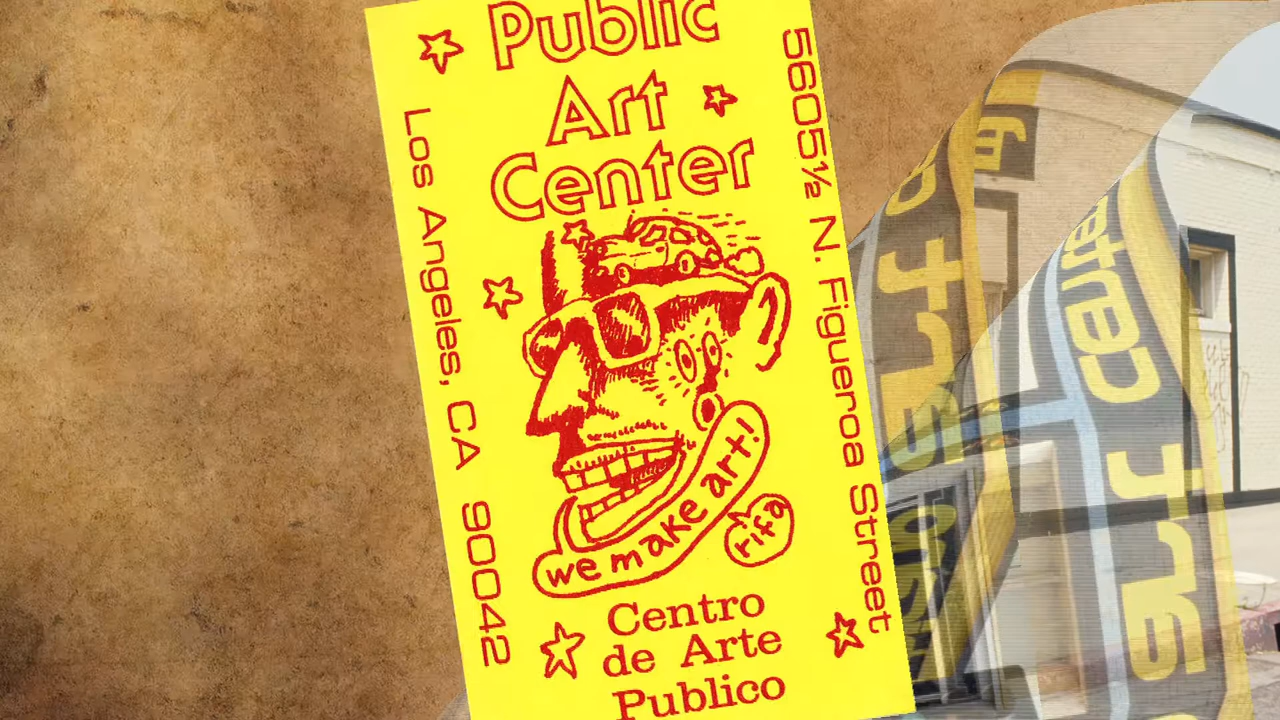 Public
Art
Center
Los Angeles, CA 90042
5605½ N. Figueroa Street
we make art!
rifa
Centro
de Arte
Publico